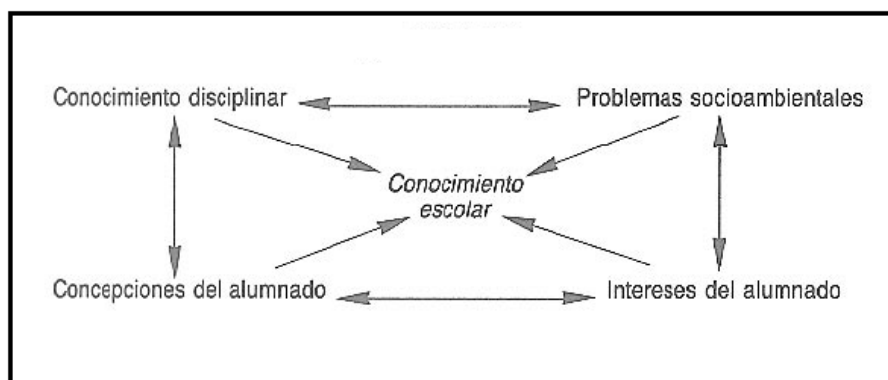 Conocimiento disciplinar
Problemas socioambientales
Conocimiento
escolar
Concepciones del alumnado
Intereses del alumnado